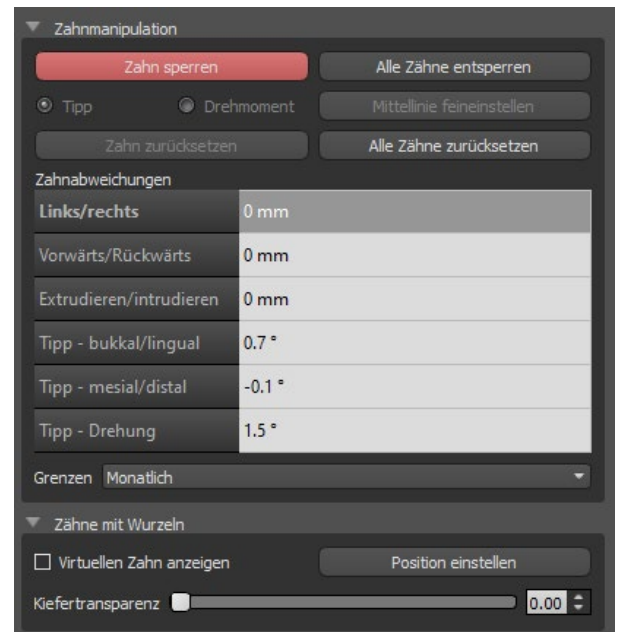 Zahnmanipulation
Zahn sperren Alle Zähne entsperren
Tipp Drehmoment Mittellinie feineinstellen
Zahn zurücksetzen Alle Zähne zurücksetzen
Zahnabweichungen
Links/rechts 0 mm
Vorwärts/Rückwärts 0 mm
Extrudieren/intrudieren 0 mm
Tipp - bukkal/lingual 0.7 °
Tipp - mesial/distal -0.1 °
Tipp - Drehung 1.5 °
Grenzen Monatlich
Zähne mit Wurzeln
Virtuellen Zahn anzeigen Position einstellen
Kiefertransparenz 0.00